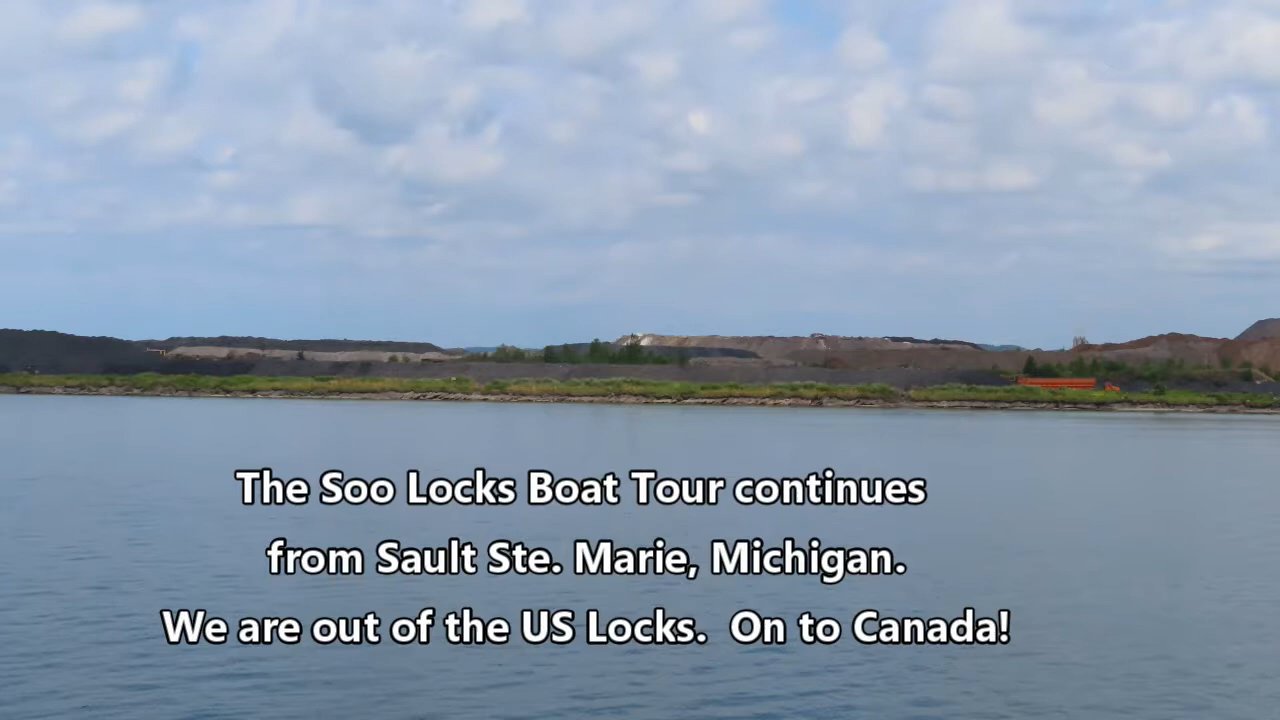 The Soo Locks Boat Tour continues
from Sault Ste. Marie, Michigan.
We are out of the US Locks.  On to Canada!